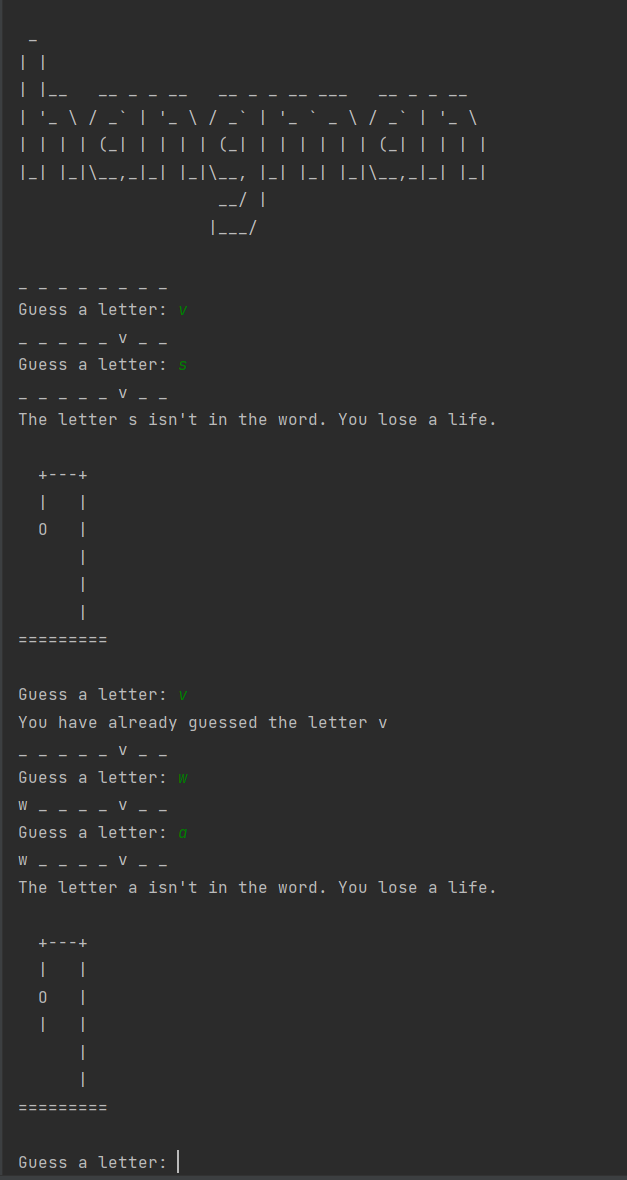 _
| |
| |__   __ _ _ __   __ _ _ __ ___   __ _ _ __
| '_ \ / _` | '_ \ / _` | '_ ` _ \ / _` | '_ \
| | | | (_| | | | | (_| | | | | | | (_| | | | |
|_| |_|\__,_|_| |_|\__, |_| |_| |_|\__,_|_| |_|
                    __/ |
                   |___/

_ _ _ _ _ _ _ _
Guess a letter: v
_ _ _ _ _ v _ _
Guess a letter: s
_ _ _ _ _ v _ _
The letter s isn't in the word. You lose a life.

  +---+
  |   |
  O   |
      |
      |
      |
=========

Guess a letter: v
You have already guessed the letter v
_ _ _ _ _ v _ _
Guess a letter: w
w _ _ _ _ v _ _
Guess a letter: a
w _ _ _ _ v _ _
The letter a isn't in the word. You lose a life.

  +---+
  |   |
  O   |
  |   |
      |
      |
=========

Guess a letter: